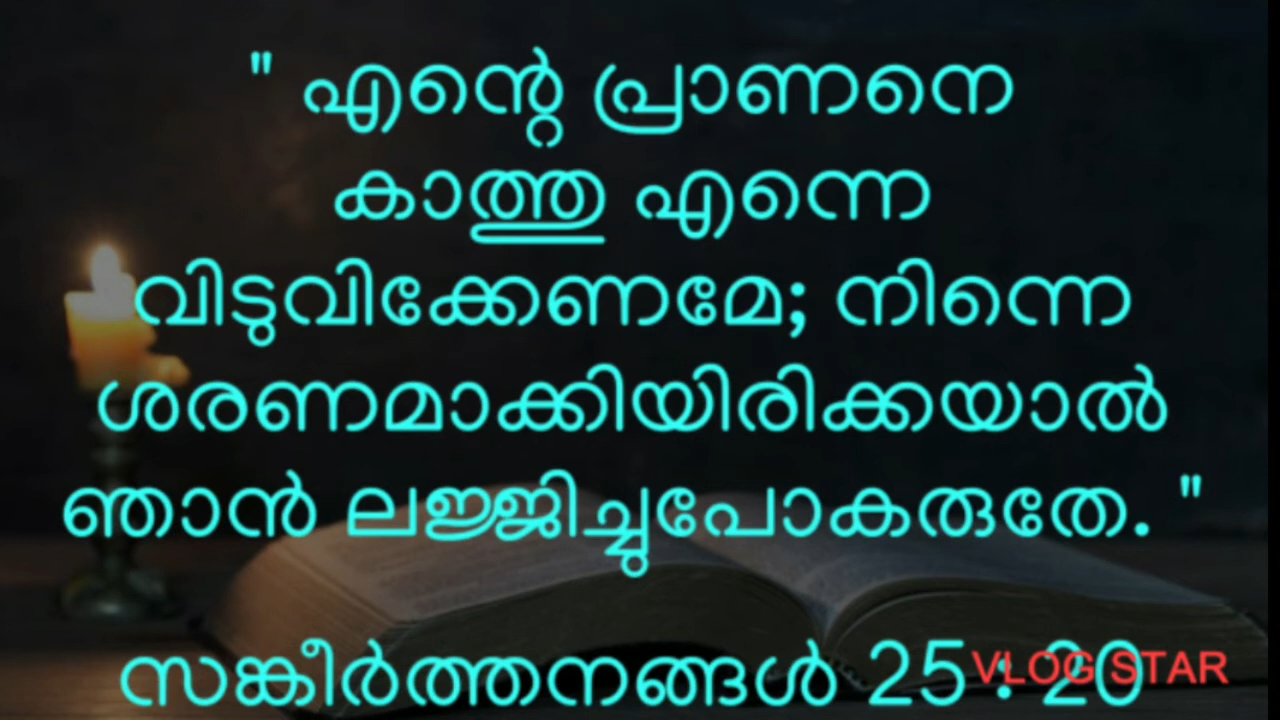 " എന്റെ പ്രാണനെ
കാത്തു എന്നെ
വിടുവിക്കേണമേ; നിന്നെ
ശരണമാക്കിയിരിക്കയാൽ
ഞാൻ ലജ്ജിച്ചുപോകരുതേ. "
സങ്കീർത്തനങ്ങൾ 25 : 20
VLOG STAR